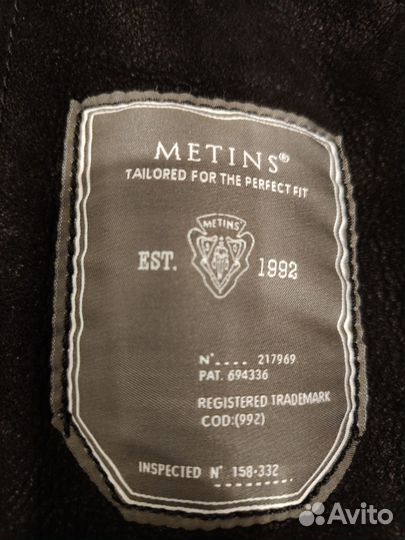 METINS®
TAILORED FOR THE PERFECT FIT
METINS
EST. 1992
N°.... 217969
PAT. 694336
REGISTERED TRADEMARK
COD:(992)
INSPECTED N° 158-332
Avito